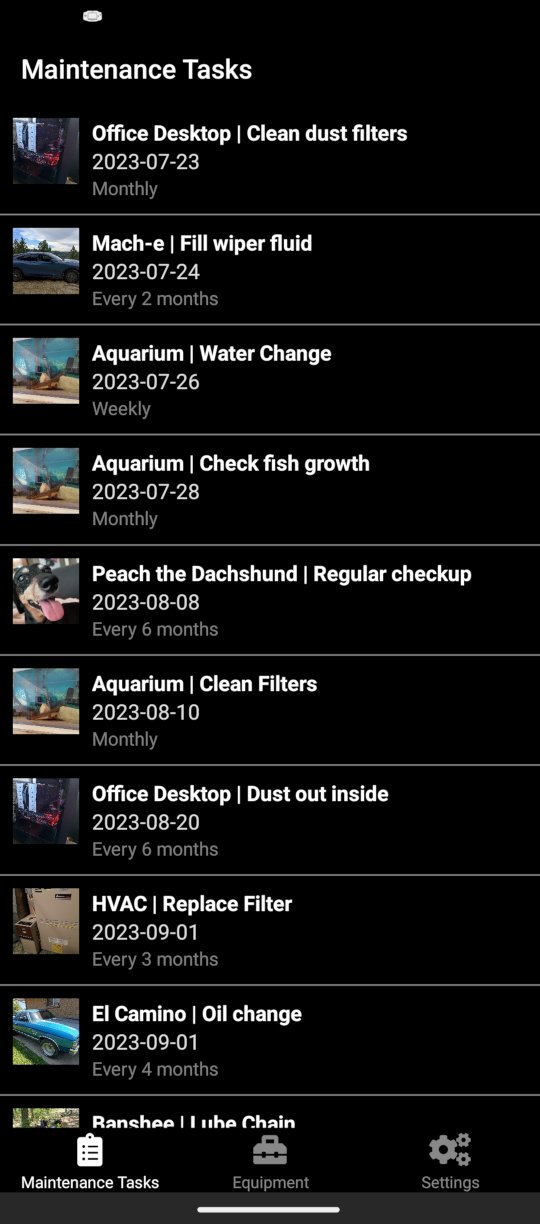 Maintenance Tasks
Office Desktop | Clean dust filters
2023-07-23
Monthly
Mach-e | Fill wiper fluid
2023-07-24
Every 2 months
Aquarium | Water Change
2023-07-26
Weekly
Aquarium | Check fish growth
2023-07-28
Monthly
Peach the Dachshund | Regular checkup
2023-08-08
Every 6 months
Aquarium | Clean Filters
2023-08-10
Monthly
Office Desktop | Dust out inside
2023-08-20
Every 6 months
HVAC | Replace Filter
2023-09-01
Every 3 months
El Camino | Oil change
2023-09-01
Every 4 months
Banshee | Lube Chain
Maintenance Tasks
Equipment
Settings